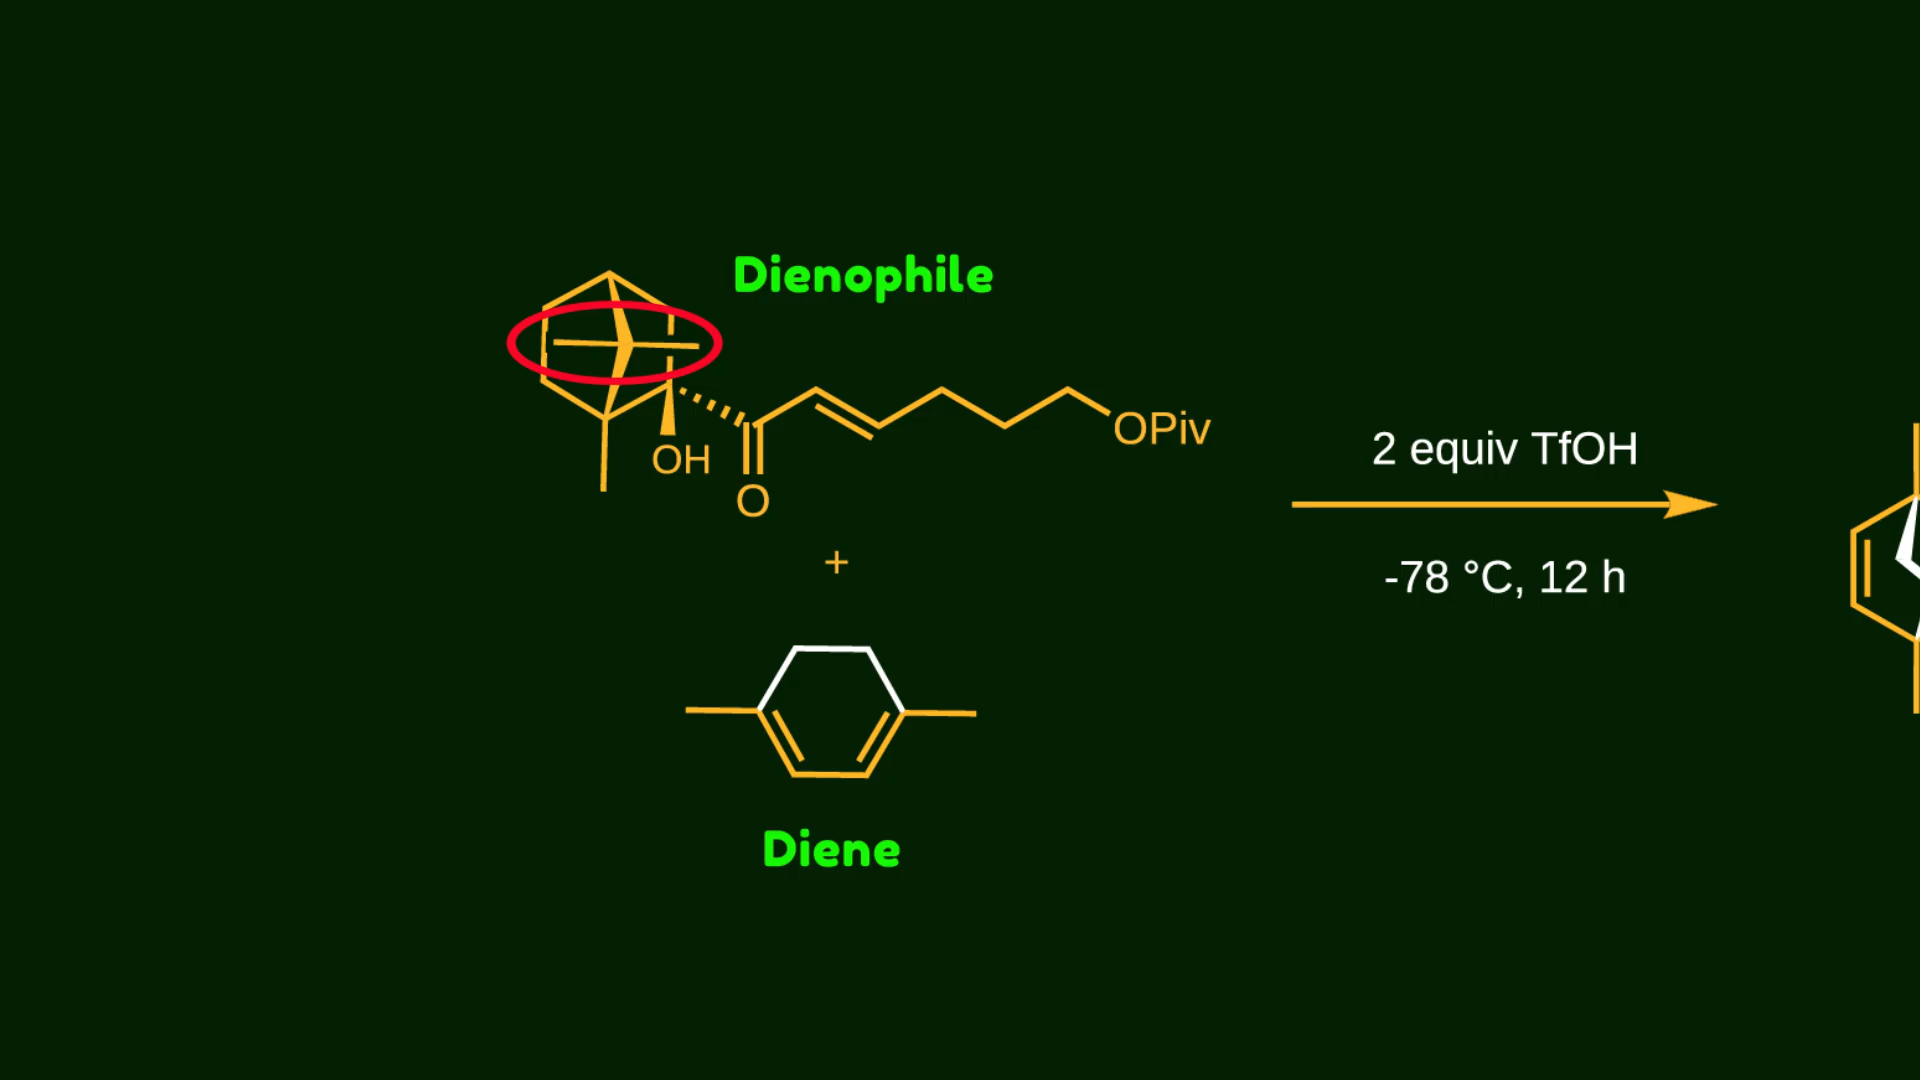 Dienophile
OPiv
OH
O
+
Diene
2 equiv TfOH
-78 °C, 12 h